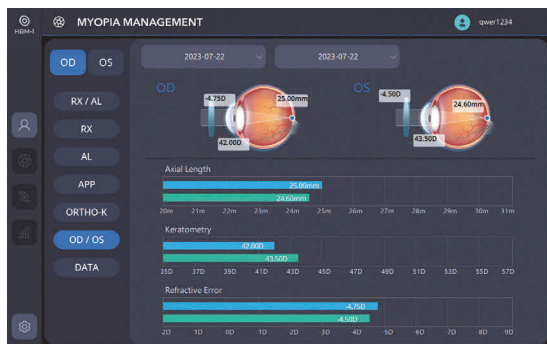 HBM-1
MYOPIA MANAGEMENT
qwer1234
OD OS
2023-07-22 2023-07-22
RX / AL
RX
AL
APP
ORTHO-K
OD / OS
DATA
OD
-4.75D
25.00mm
42.00D
OS
-4.50D
24.60mm
43.50D
Axial Length
25.00mm
24.60mm
20m 21m 22m 23m 24m 25m 26m 27m 28m 29m 30m 31m
Keratometry
42.00D
43.50D
35D 37D 39D 41D 43D 45D 47D 49D 51D 53D 55D 57D
Refractive Error
-4.75D
-4.50D
2D 1D 0D -1D -2D -3D -4D -5D -6D -7D -8D -9D